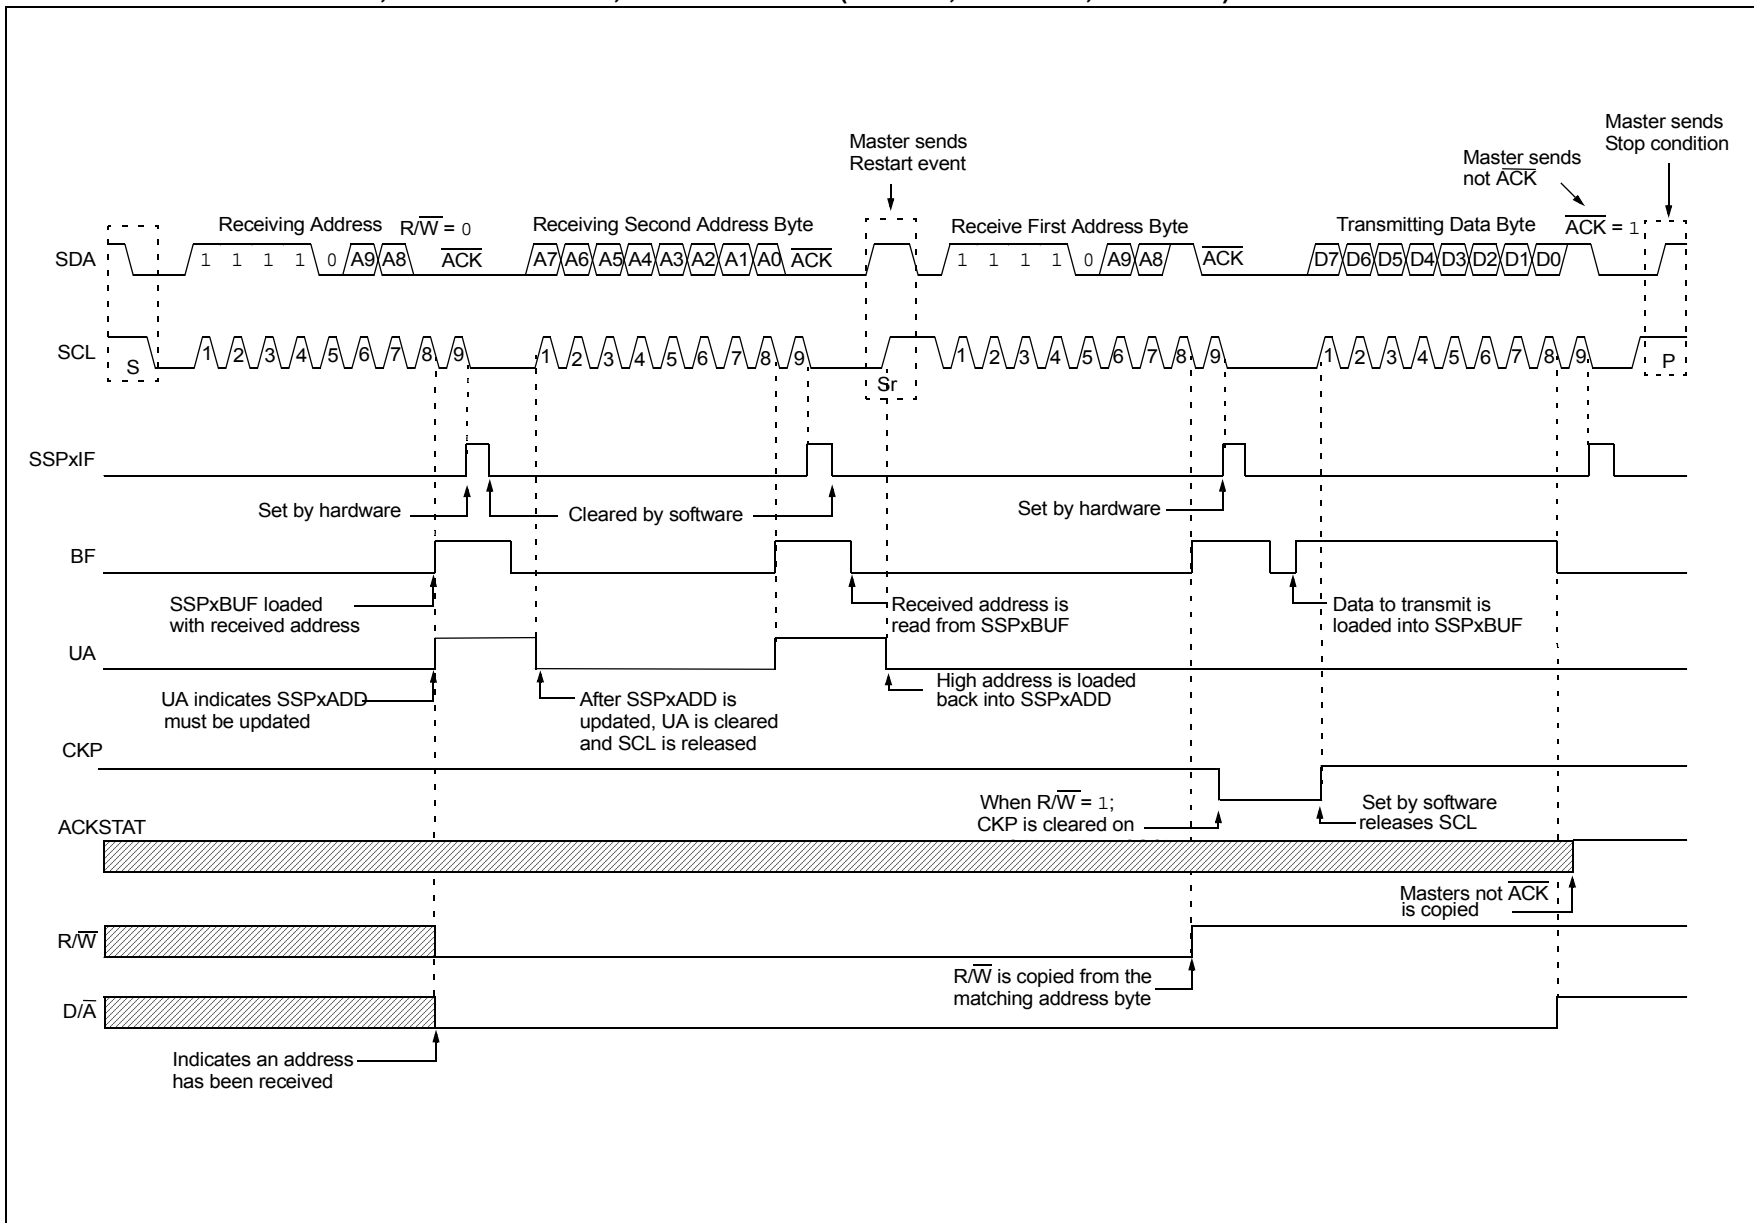 Master sends
Restart event
Master sends
not ACK
Master sends
Stop condition
Receiving Address R/W = 0
Receiving Second Address Byte
Receive First Address Byte
Transmitting Data Byte
ACK = 1
SDA
1 1 1 1 0 A9 A8 ACK
A7 A6 A5 A4 A3 A2 A1 A0 ACK
1 1 1 1 0 A9 A8 ACK
D7 D6 D5 D4 D3 D2 D1 D0
SCL
S
1 2 3 4 5 6 7 8 9
1 2 3 4 5 6 7 8 9
Sr
1 2 3 4 5 6 7 8 9
1 2 3 4 5 6 7 8 9
P
SSPxIF
Set by hardware
Cleared by software
Set by hardware
BF
SSPxBUF loaded
with received address
Received address is
read from SSPxBUF
Data to transmit is
loaded into SSPxBUF
UA
UA indicates SSPxADD
must be updated
After SSPxADD is
updated, UA is cleared
and SCL is released
High address is loaded
back into SSPxADD
CKP
When R/W = 1;
CKP is cleared on
Set by software
releases SCL
ACKSTAT
Masters not ACK
is copied
R/W
R/W is copied from the
matching address byte
D/A
Indicates an address
has been received